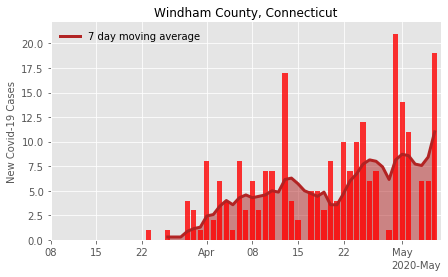 Windham County, Connecticut
7 day moving average
New Covid-19 Cases
20.0
17.5
15.0
12.5
10.0
7.5
5.0
2.5
0.0
08 15 22 Apr 08 15 22 May
2020-May